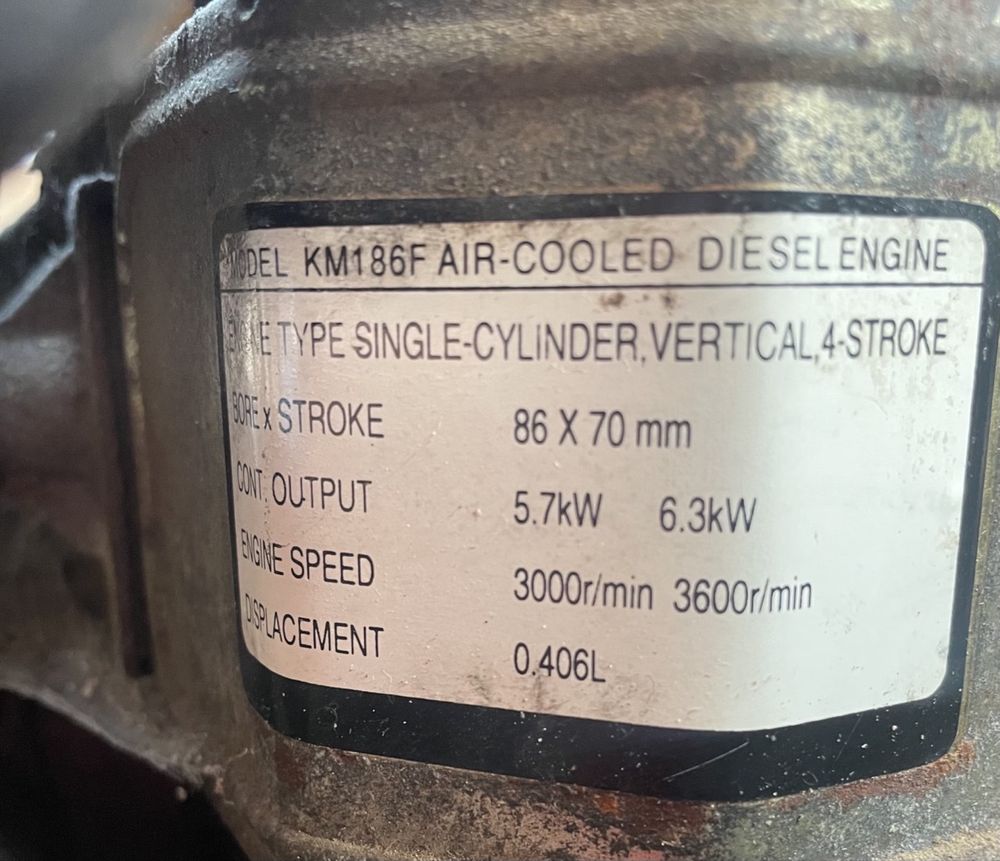 MODEL KM186F AIR-COOLED DIESEL ENGINE
ENGINE TYPE SINGLE-CYLINDER,VERTICAL,4-STROKE
BORE x STROKE 86 X 70 mm
CONT. OUTPUT 5.7kW 6.3kW
ENGINE SPEED 3000r/min 3600r/min
DISPLACEMENT 0.406L